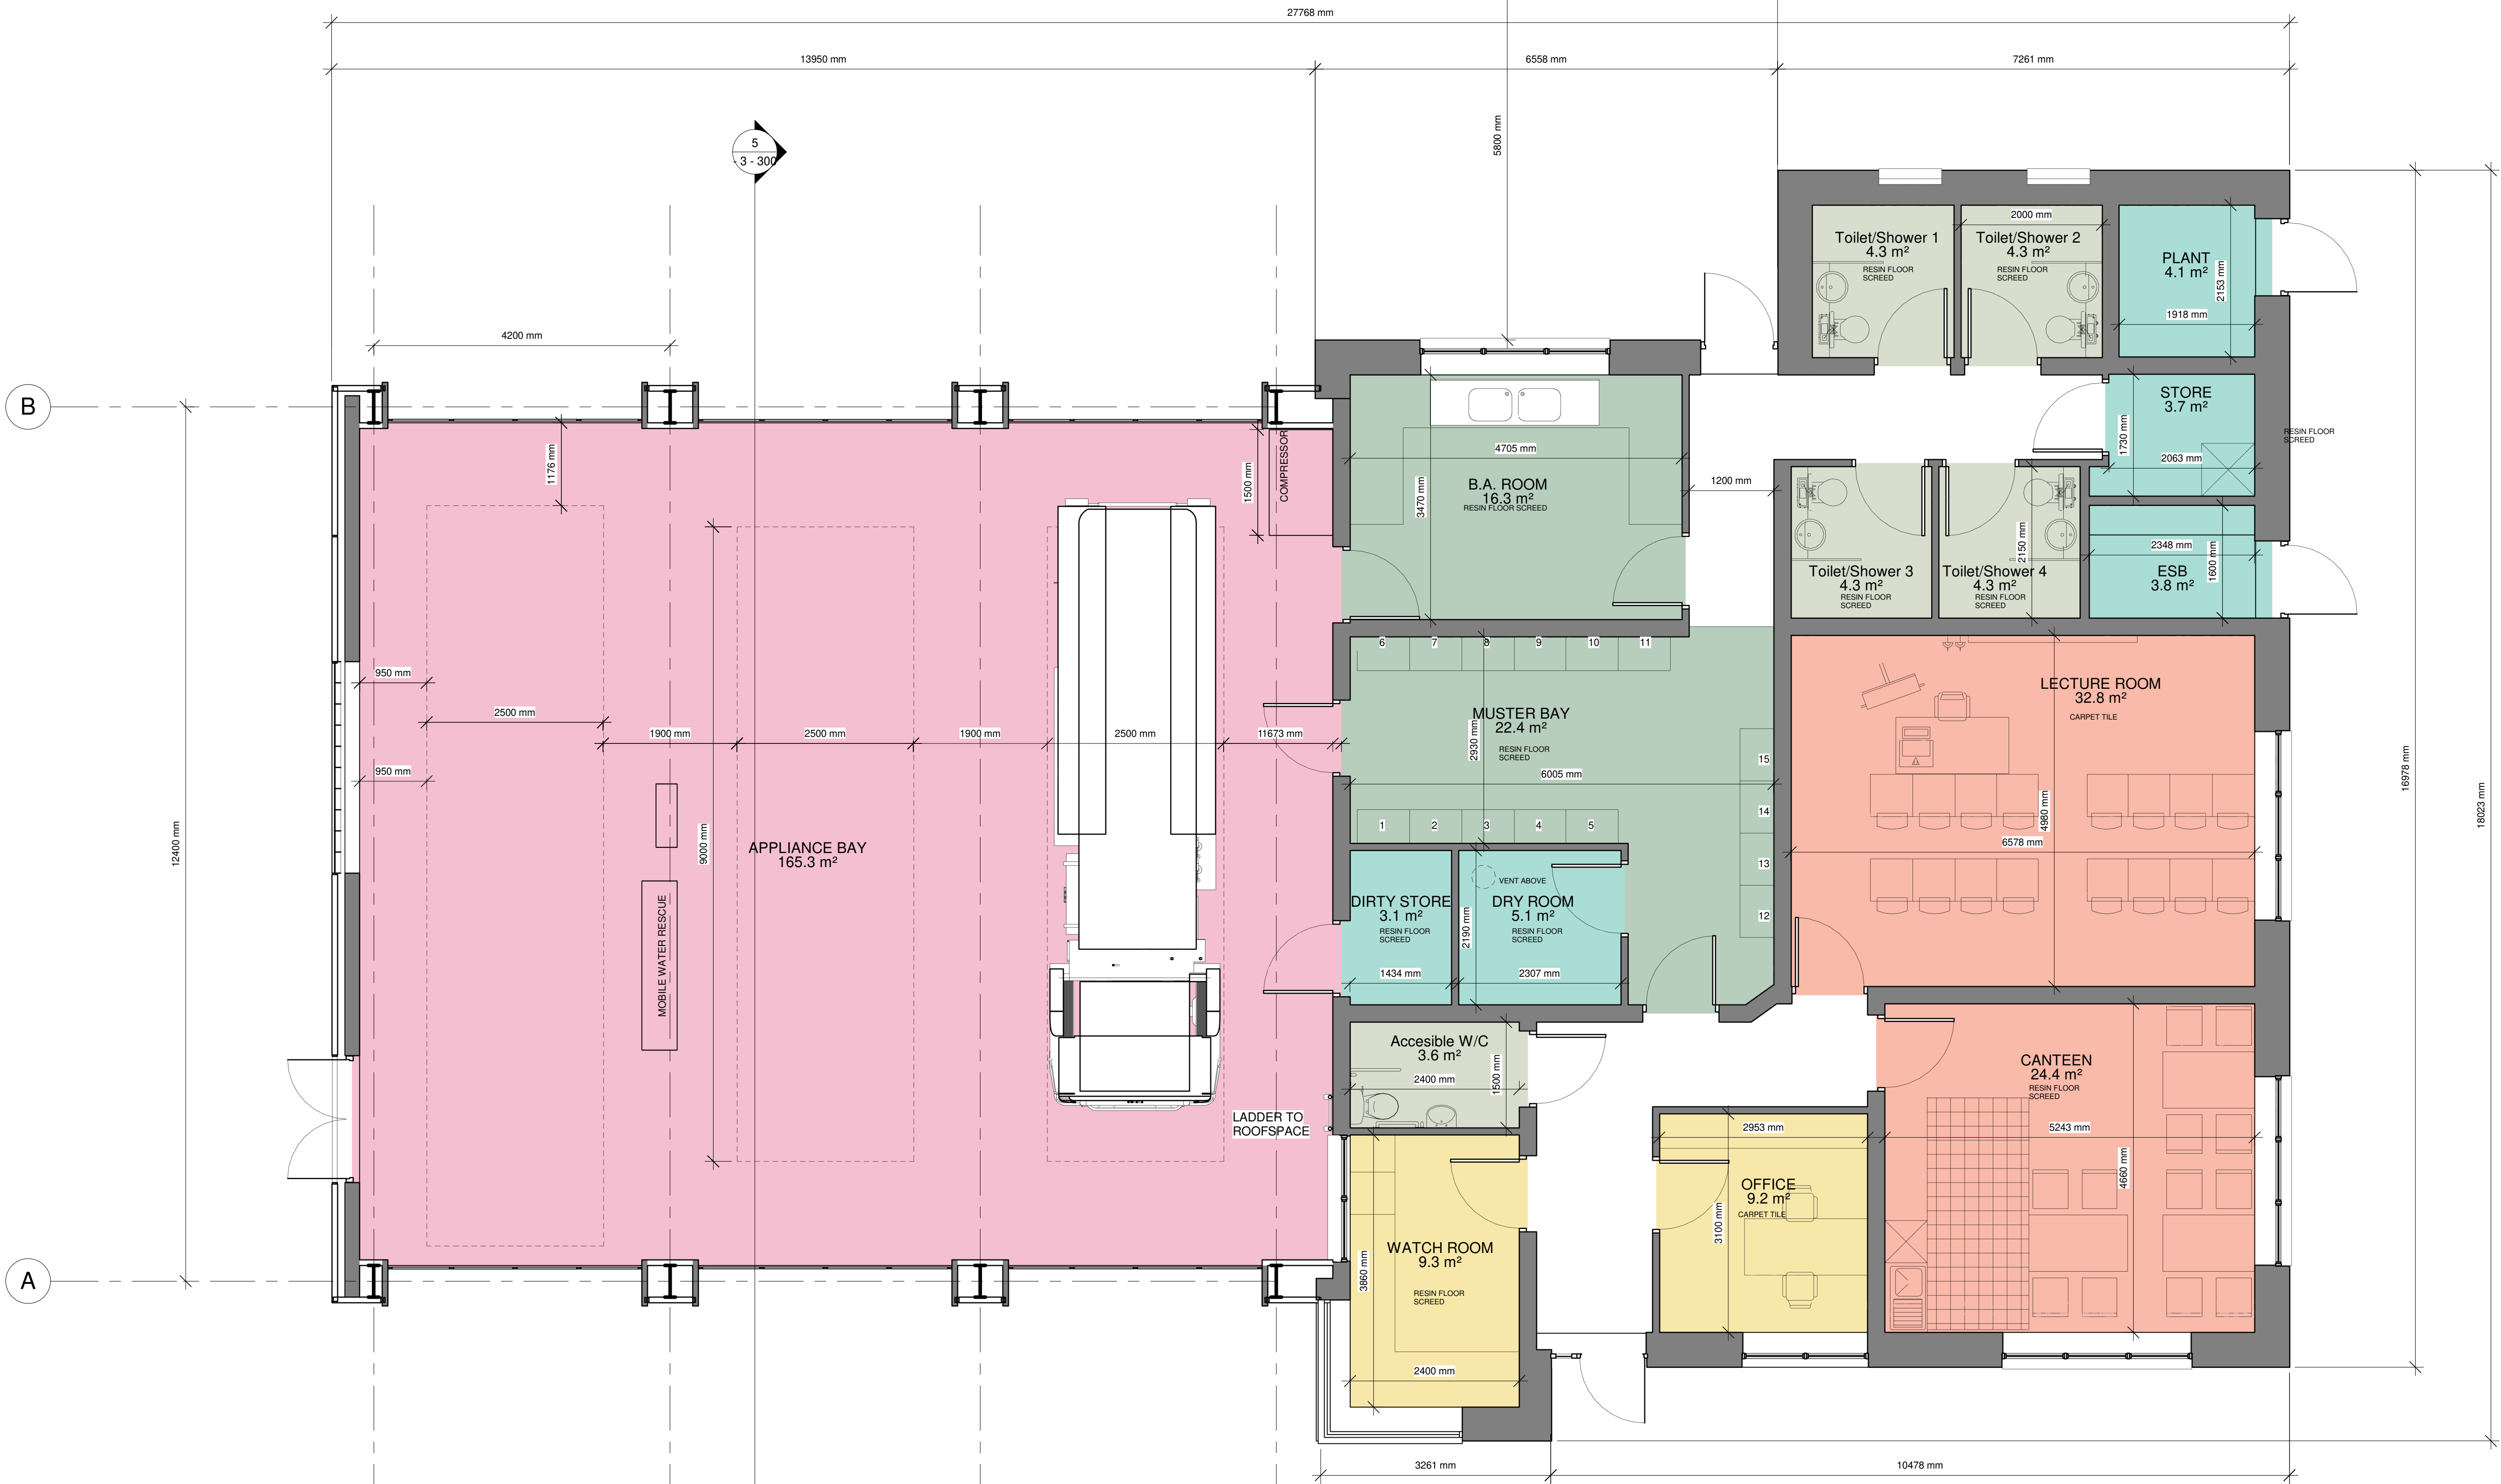 27768 mm
13950 mm
6558 mm
7261 mm
5800 mm
5
- 3 - 300
2000 mm
Toilet/Shower 1
4.3 m²
RESIN FLOOR
SCREED
Toilet/Shower 2
4.3 m²
RESIN FLOOR
SCREED
PLANT
4.1 m²
2153 mm
1918 mm
4200 mm
B
STORE
3.7 m²
1730 mm
2063 mm
RESIN FLOOR
SCREED
1176 mm
1500 mm
COMPRESSOR
4705 mm
3470 mm
B.A. ROOM
16.3 m²
RESIN FLOOR SCREED
1200 mm
2150 mm
2348 mm
1600 mm
Toilet/Shower 3
4.3 m²
RESIN FLOOR
SCREED
Toilet/Shower 4
4.3 m²
RESIN FLOOR
SCREED
ESB
3.8 m²
6
7
8
9
10
11
950 mm
2500 mm
1900 mm
2500 mm
1900 mm
2500 mm
11673 mm
950 mm
MUSTER BAY
22.4 m²
RESIN FLOOR
SCREED
2930 mm
6005 mm
15
14
13
12
LECTURE ROOM
32.8 m²
CARPET TILE
4980 mm
6578 mm
16978 mm
18023 mm
12400 mm
9000 mm
APPLIANCE BAY
165.3 m²
MOBILE WATER RESCUE
1
2
3
4
5
DIRTY STORE
3.1 m²
RESIN FLOOR
SCREED
1434 mm
2190 mm
VENT ABOVE
DRY ROOM
5.1 m²
RESIN FLOOR
SCREED
2307 mm
Accesible W/C
3.6 m²
2400 mm
1500 mm
CANTEEN
24.4 m²
RESIN FLOOR
SCREED
LADDER TO
ROOFSPACE
2953 mm
5243 mm
4660 mm
OFFICE
9.2 m²
CARPET TILE
3100 mm
WATCH ROOM
9.3 m²
RESIN FLOOR
SCREED
3860 mm
2400 mm
A
3261 mm
10478 mm